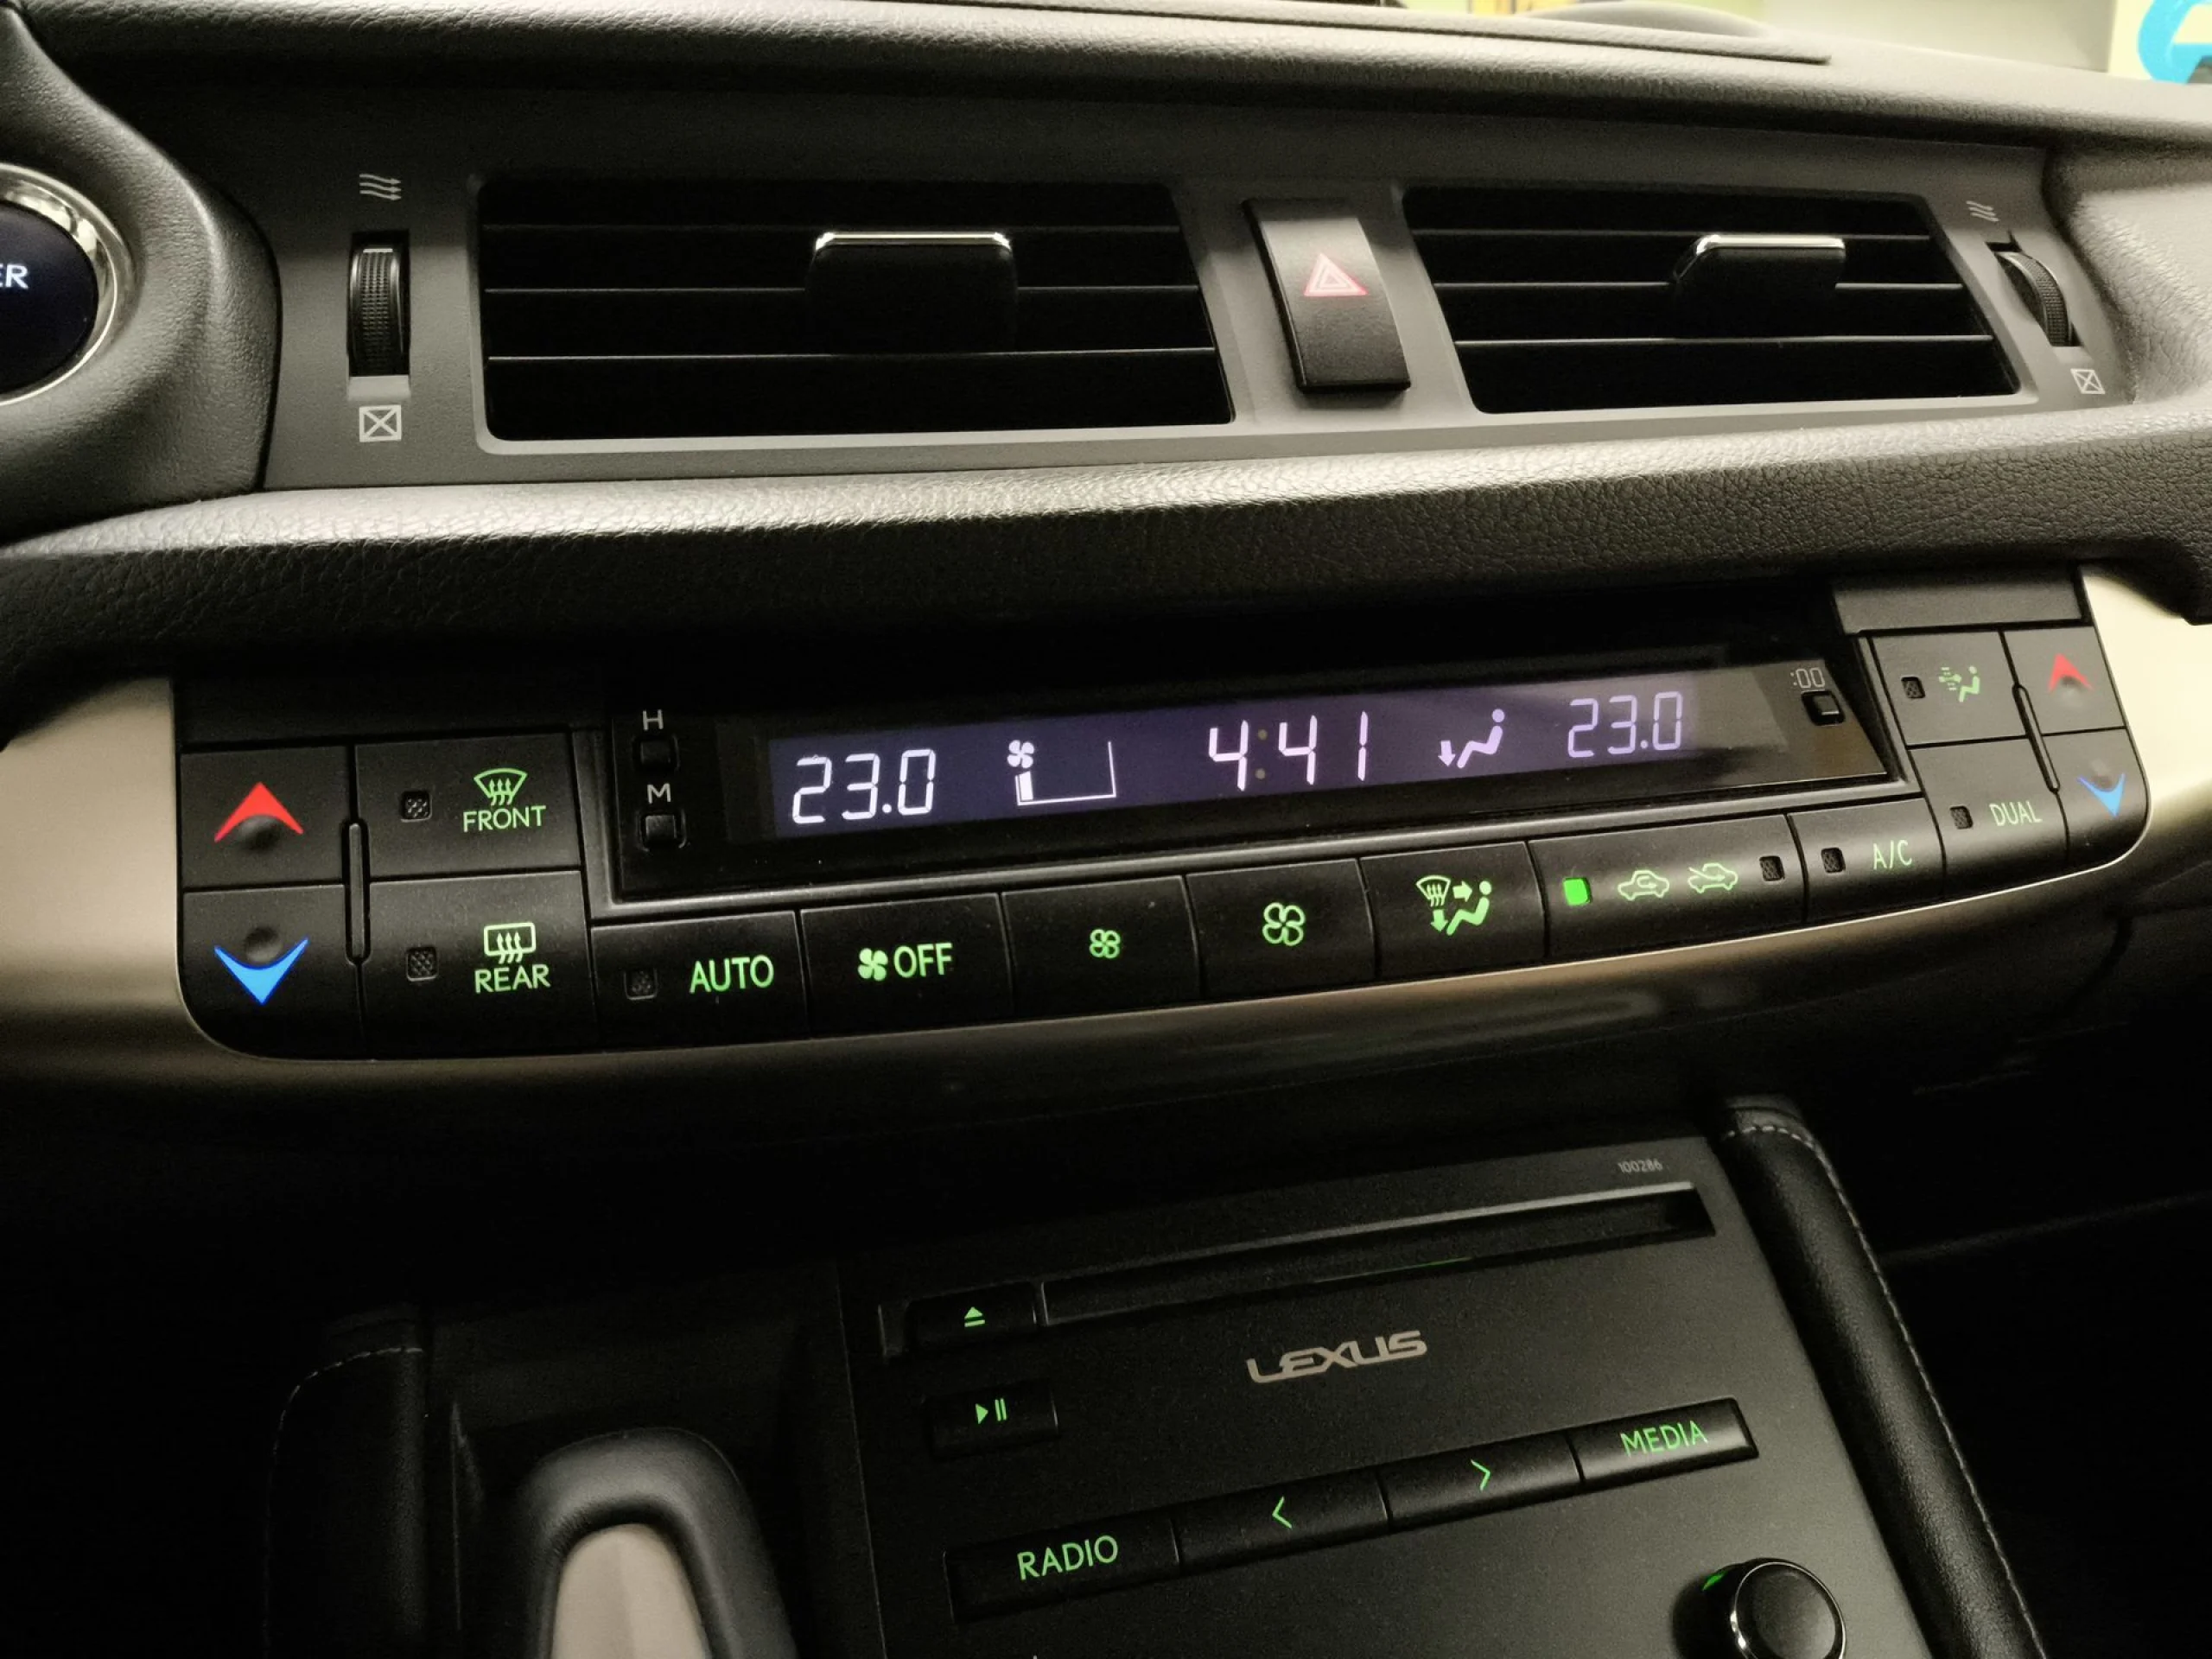 ER
H
M
:00
23.0
4:41
23.0
FRONT
REAR
AUTO
OFF
A/C
DUAL
100286
LEXUS
MEDIA
RADIO